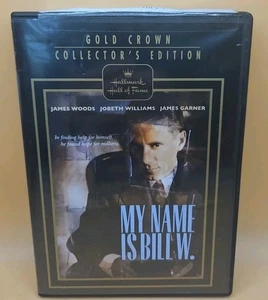 GOLD CROWN
COLLECTOR'S EDITION
Hallmark
Hall of Fame
JAMES WOODS JOBETH WILLIAMS JAMES GARNER
In finding help for himself,
he found hope for millions.
MY NAME
IS BILL W.